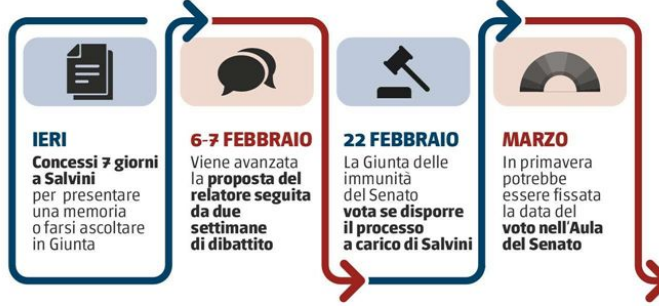 IERI
Concessi 7 giorni
a Salvini
per presentare
una memoria
o farsi ascoltare
in Giunta
6-7 FEBBRAIO
Viene avanzata
la proposta del
relatore seguita
da due
settimane
di dibattito
22 FEBBRAIO
La Giunta delle
immunità
del Senato
vota se disporre
il processo
a carico di Salvini
MARZO
In primavera
potrebbe
essere fissata
la data del
voto nell'Aula
del Senato